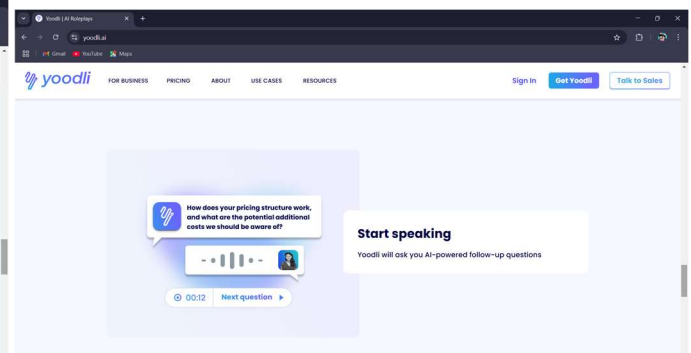 Yoodli | AI Roleplays
yoodli.ai
Gmail YouTube Maps
yoodli FOR BUSINESS PRICING ABOUT USE CASES RESOURCES Sign In Get Yoodli Talk to Sales
How does your pricing structure work,
and what are the potential additional
costs we should be aware of?
00:12 Next question
Start speaking
Yoodli will ask you AI-powered follow-up questions